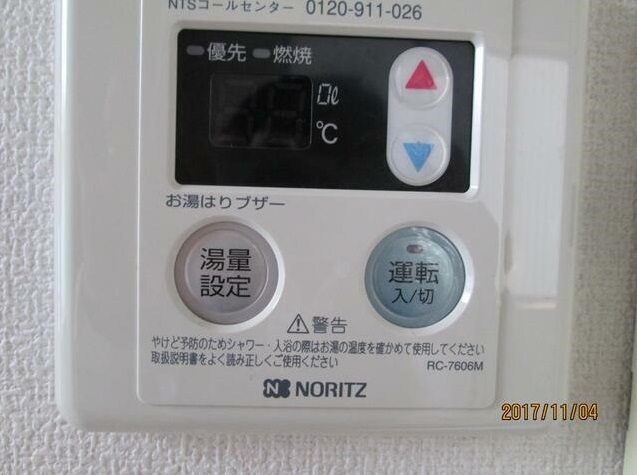 NTSコールセンター 0120-911-026
優先 燃焼
0ℓ
℃
お湯はりブザー
湯量
設定
運転
入/切
⚠警告
やけど予防のためシャワー・入浴の際はお湯の温度を確かめて使用してください
取扱説明書をよく読み正しくご使用ください
RC-7606M
NORITZ
2017/11/04